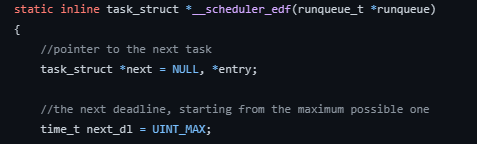 static inline task_struct *__scheduler_edf(runqueue_t *runqueue)
{
//pointer to the next task
task_struct *next = NULL, *entry;
//the next deadline, starting from the maximum possible one
time_t next_dl = UINT_MAX;